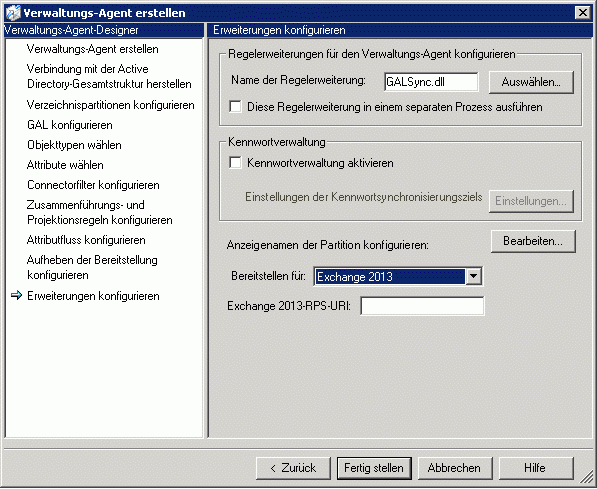 Verwaltungs-Agent erstellen
Verwaltungs-Agent-Designer
Verwaltungs-Agent erstellen
Verbindung mit der Active
Directory-Gesamtstruktur herstellen
Verzeichnispartitionen konfigurieren
GAL konfigurieren
Objekttypen wählen
Attribute wählen
Connectorfilter konfigurieren
Zusammenführungs- und
Projektionsregeln konfigurieren
Attributfluss konfigurieren
Aufheben der Bereitstellung
konfigurieren
Erweiterungen konfigurieren
Erweiterungen konfigurieren
Regelerweiterungen für den Verwaltungs-Agent konfigurieren
Name der Regelerweiterung: GALSync.dll Auswählen...
Diese Regelerweiterung in einem separaten Prozess ausführen
Kennwortverwaltung
Kennwortverwaltung aktivieren
Einstellungen der Kennwortsynchronisierungsziels Einstellungen...
Anzeigenamen der Partition konfigurieren: Bearbeiten...
Bereitstellen für: Exchange 2013
Exchange 2013-RPS-URI:
< Zurück Fertig stellen Abbrechen Hilfe